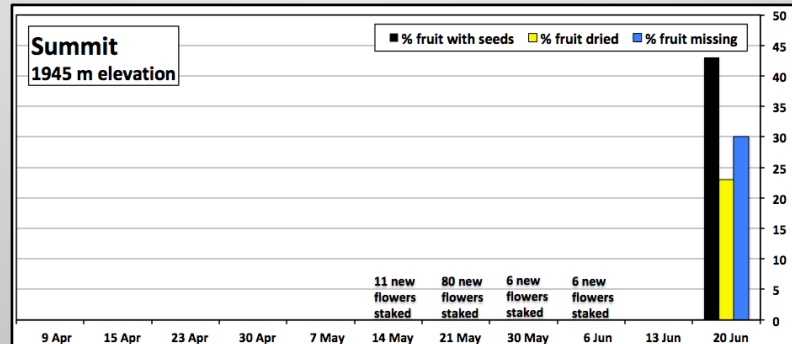 Summit
1945 m elevation
% fruit with seeds % fruit dried % fruit missing
50
45
40
35
30
25
20
15
10
5
0
11 new
flowers
staked
80 new
flowers
staked
6 new
flowers
staked
6 new
flowers
staked
9 Apr 15 Apr 23 Apr 30 Apr 7 May 14 May 21 May 30 May 6 Jun 13 Jun 20 Jun